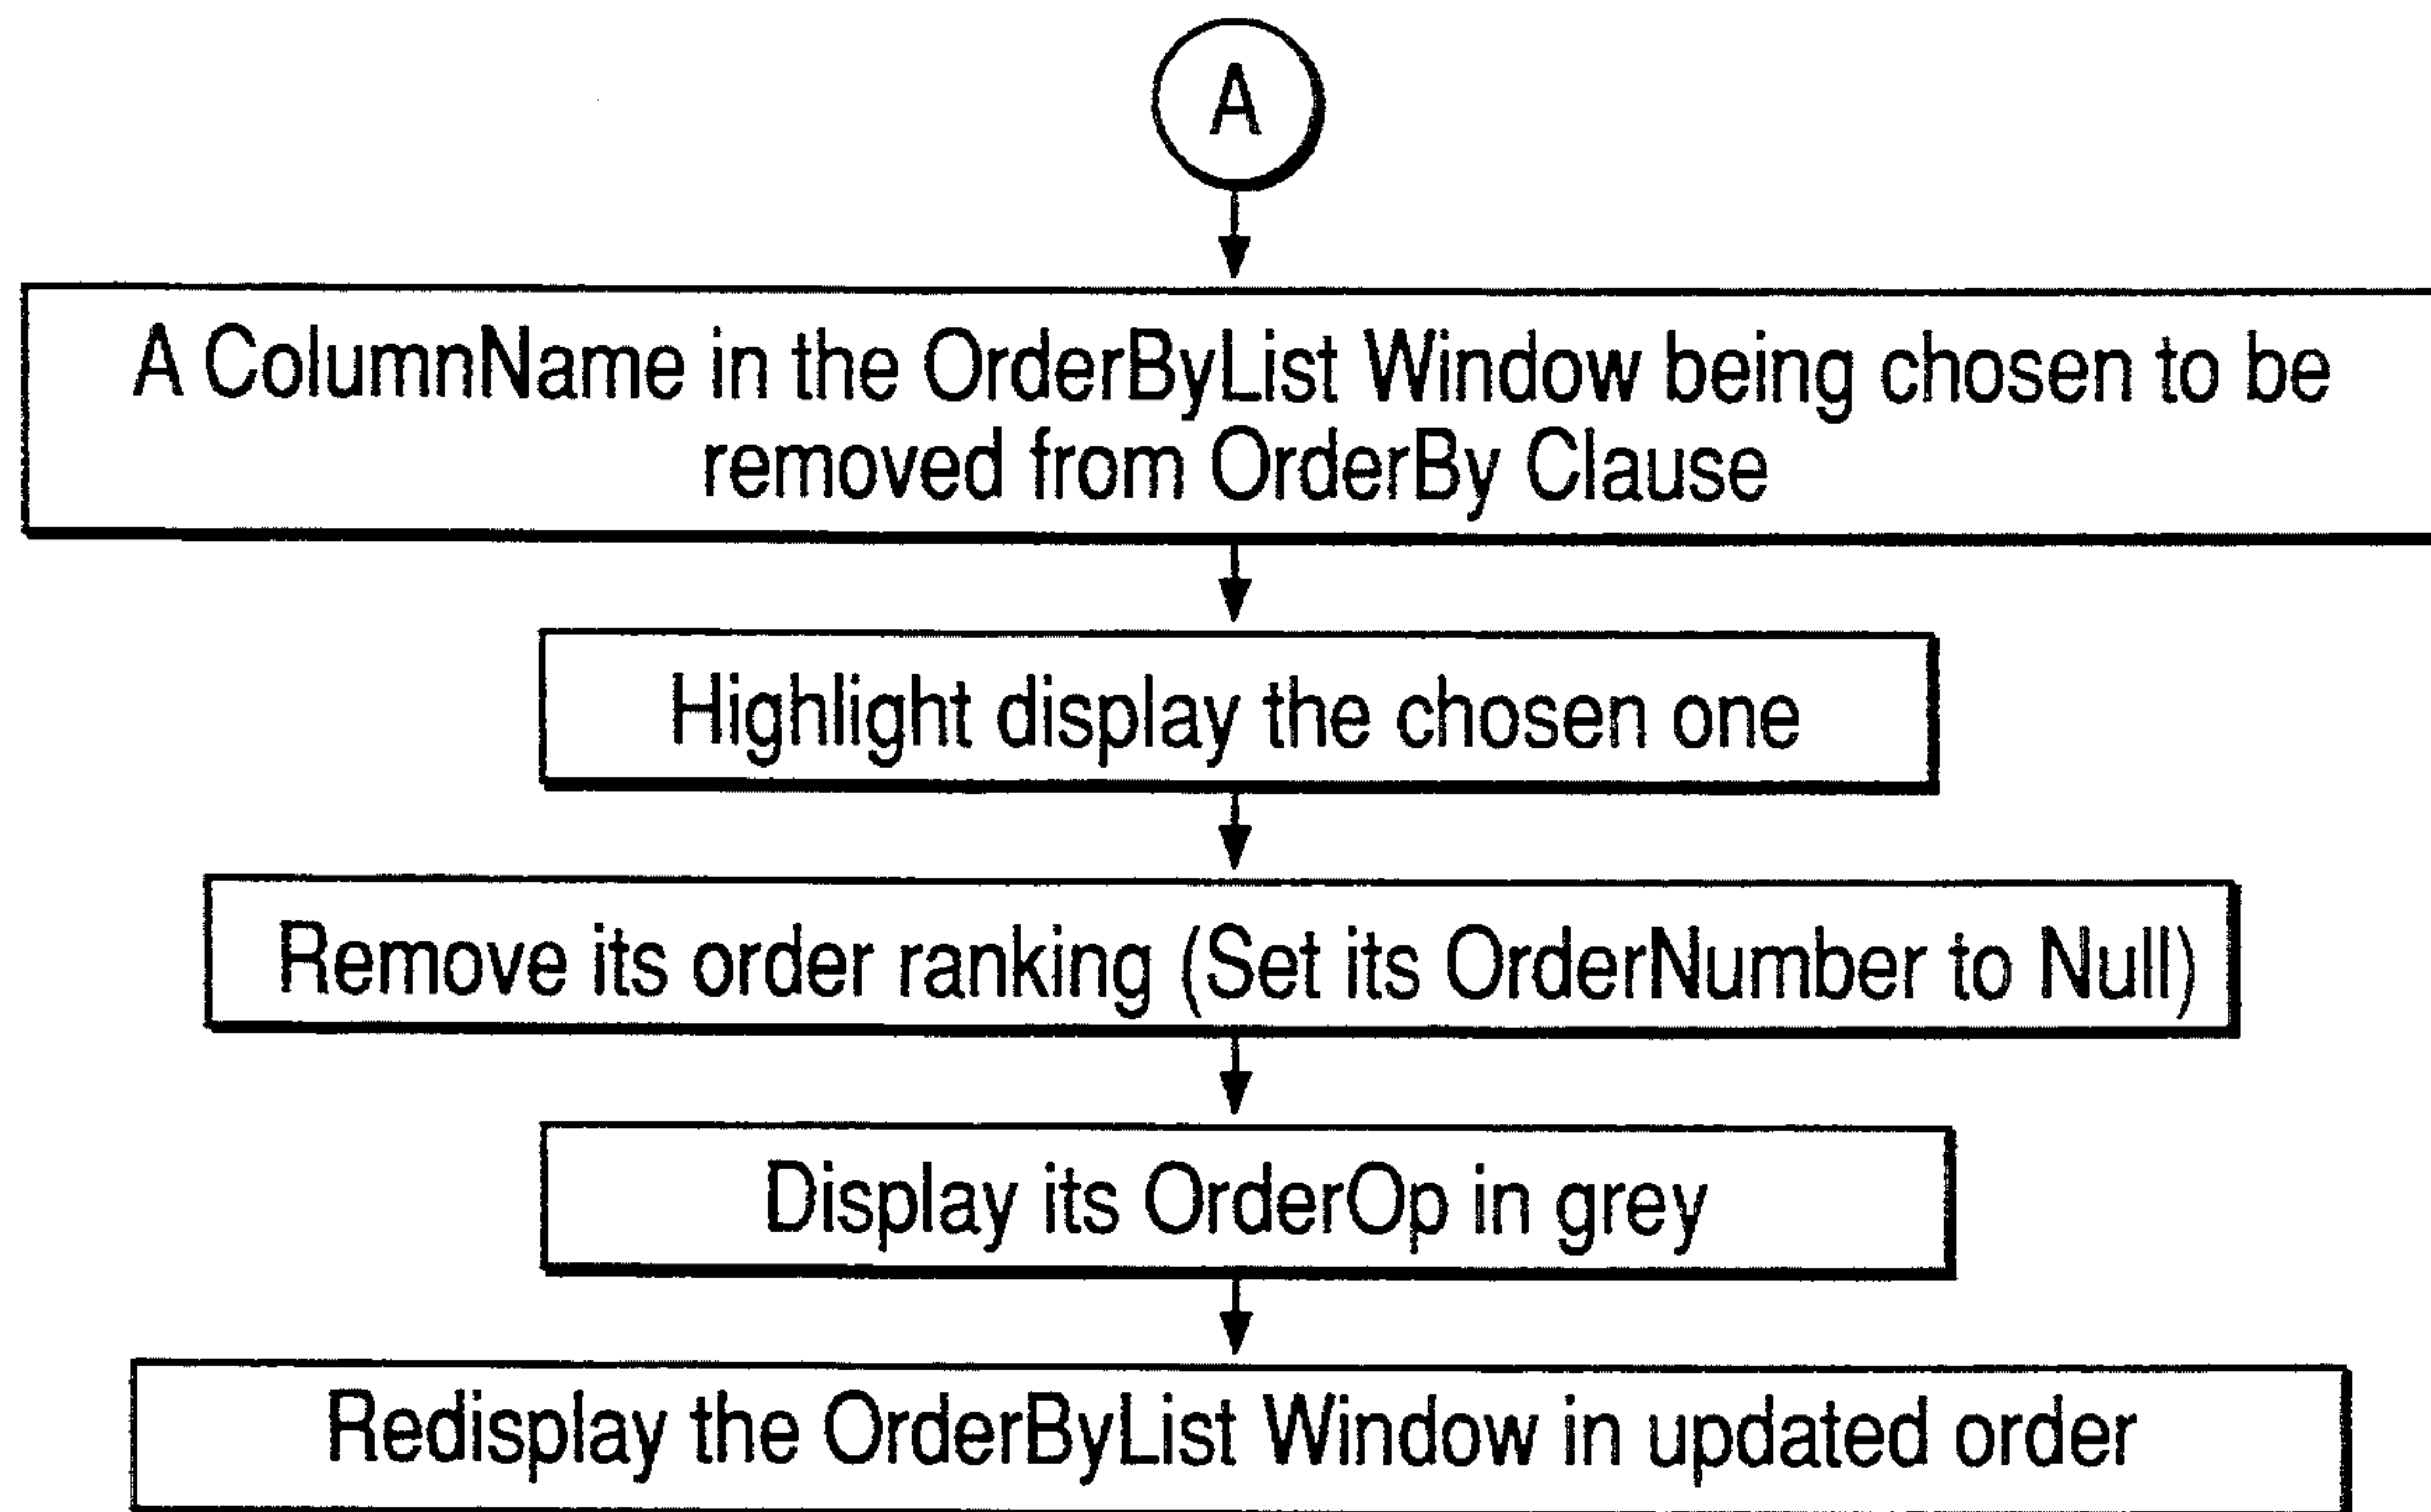 A
A ColumnName in the OrderByList Window being chosen to be
removed from OrderBy Clause
Highlight display the chosen one
Remove its order ranking (Set its OrderNumber to Null)
Display its OrderOp in grey
Redisplay the OrderByList Window in updated order